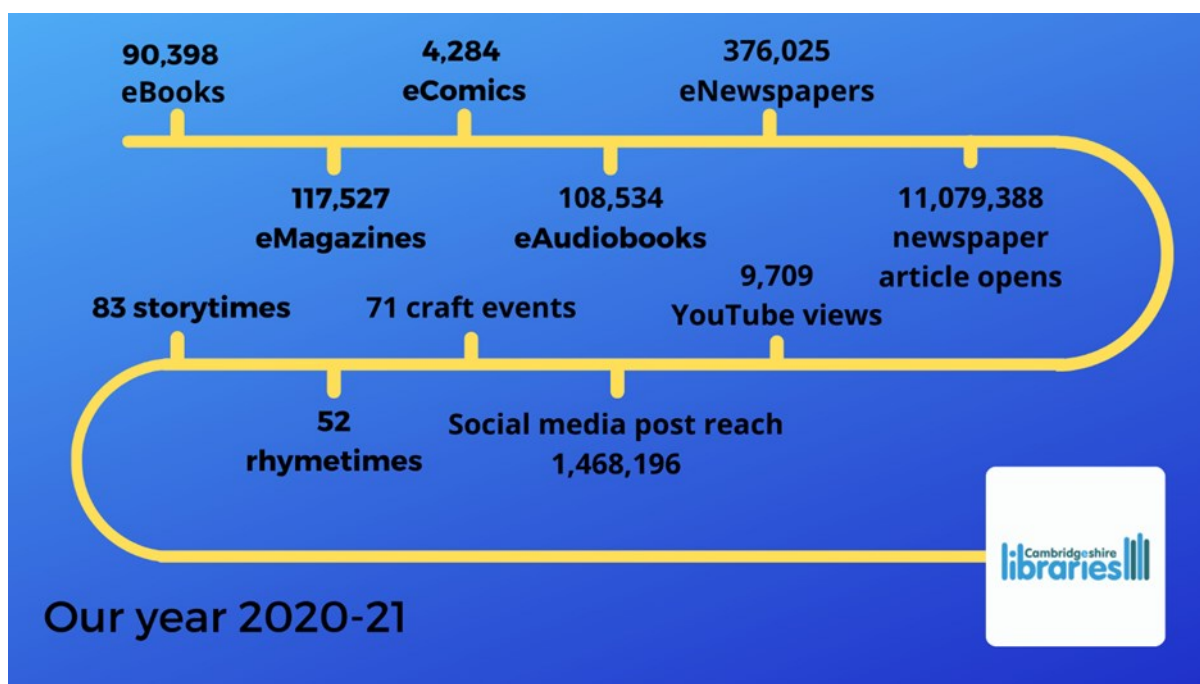 90,398
eBooks
4,284
eComics
376,025
eNewspapers
117,527
eMagazines
108,534
eAudiobooks
11,079,388
newspaper
article opens
83 storytimes
71 craft events
9,709
YouTube views
52
rhymetimes
Social media post reach
1,468,196
Cambridgeshire
libraries
Our year 2020-21